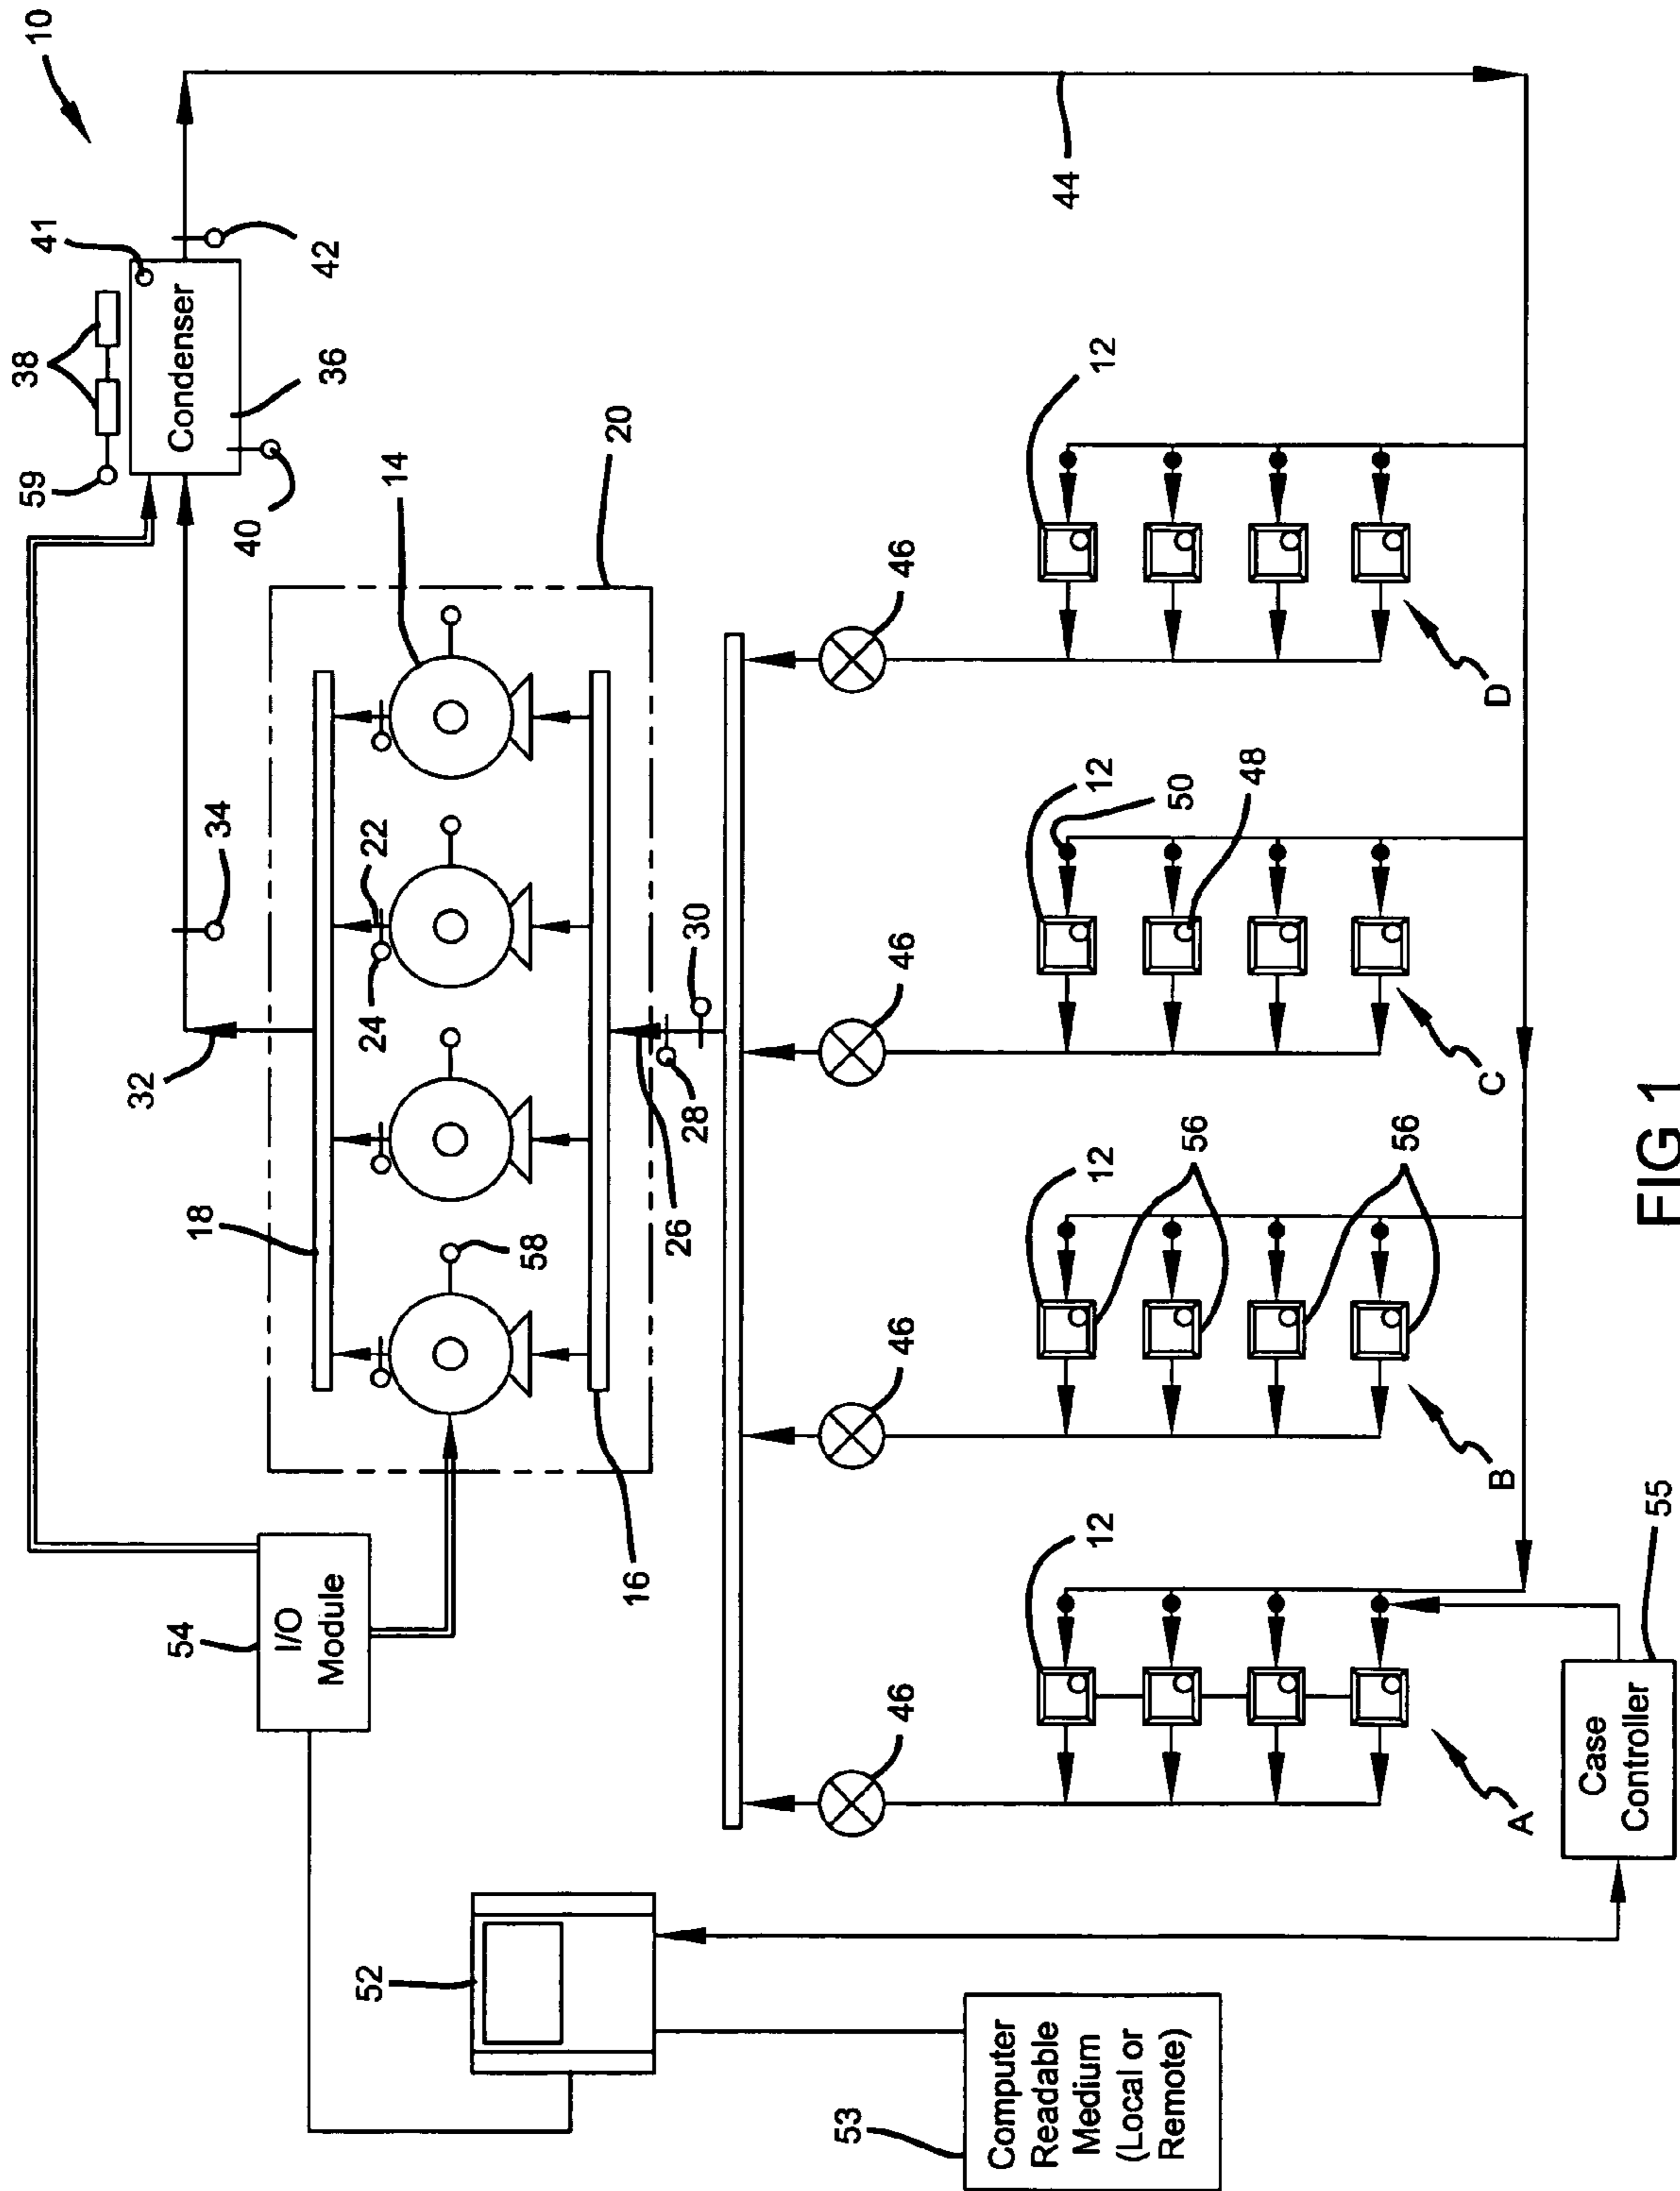 10
41
38
59
Condenser
36
42
40
20
14
34
32
22
24
18
58
54
I/O
Module
16
26
28
30
44
46
46
46
46
12
12
12
12
50
48
56
56
A
B
C
D
52
53
Computer
Readable
Medium
(Local or
Remote)
Case
Controller
55
FIG 1